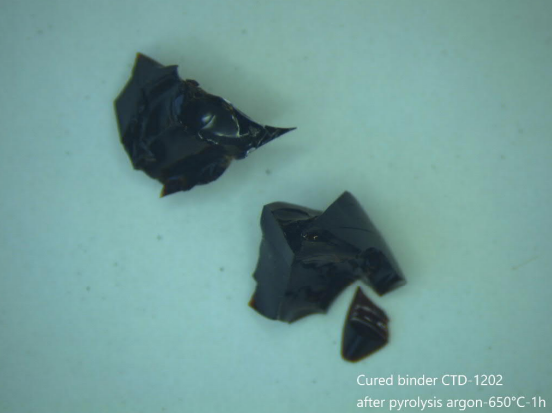 Cured binder CTD-1202
after pyrolysis argon-650°C-1h